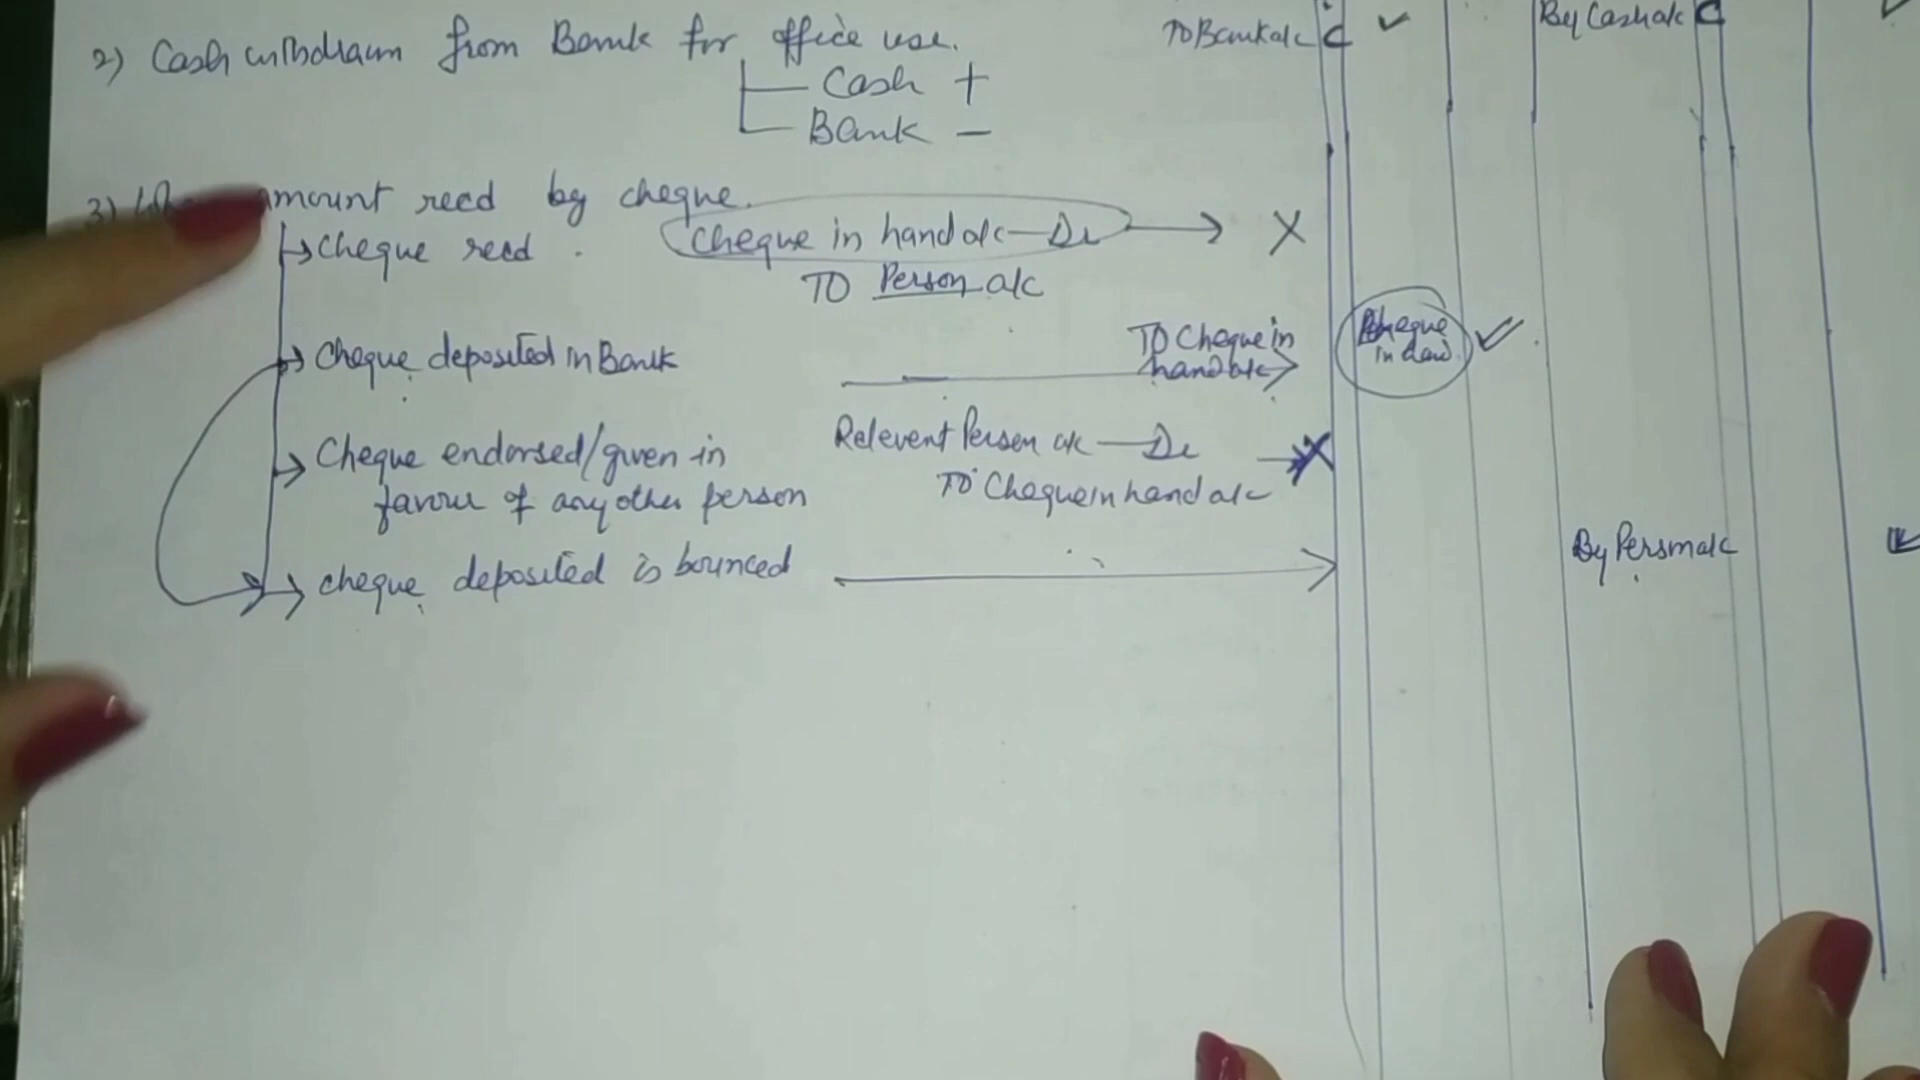 2) Cash withdrawn from Bank for office use.
To Bank a/c C ✓
By Cash a/c C
Cash +
Bank -
3) amount recd by cheque.
Cheque recd. Cheque in hand a/c - Dr → X
TO Person a/c
Cheque deposited in Bank
TO Cheque in
hand a/c
Cheque endorsed/given in
favour of any other person
Relevent Person a/c - Dr
TO Cheque in hand a/c
X
cheque deposited is bounced
By Person a/c